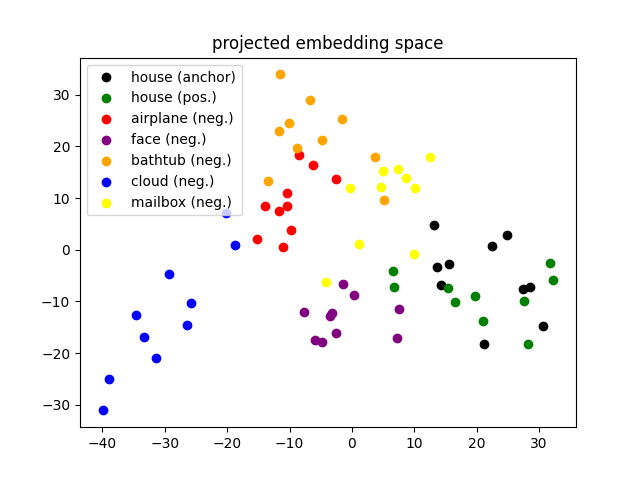 projected embedding space
house (anchor)
house (pos.)
airplane (neg.)
face (neg.)
bathtub (neg.)
cloud (neg.)
mailbox (neg.)
30
20
10
0
−10
−20
−30
−40 −30 −20 −10 0 10 20 30